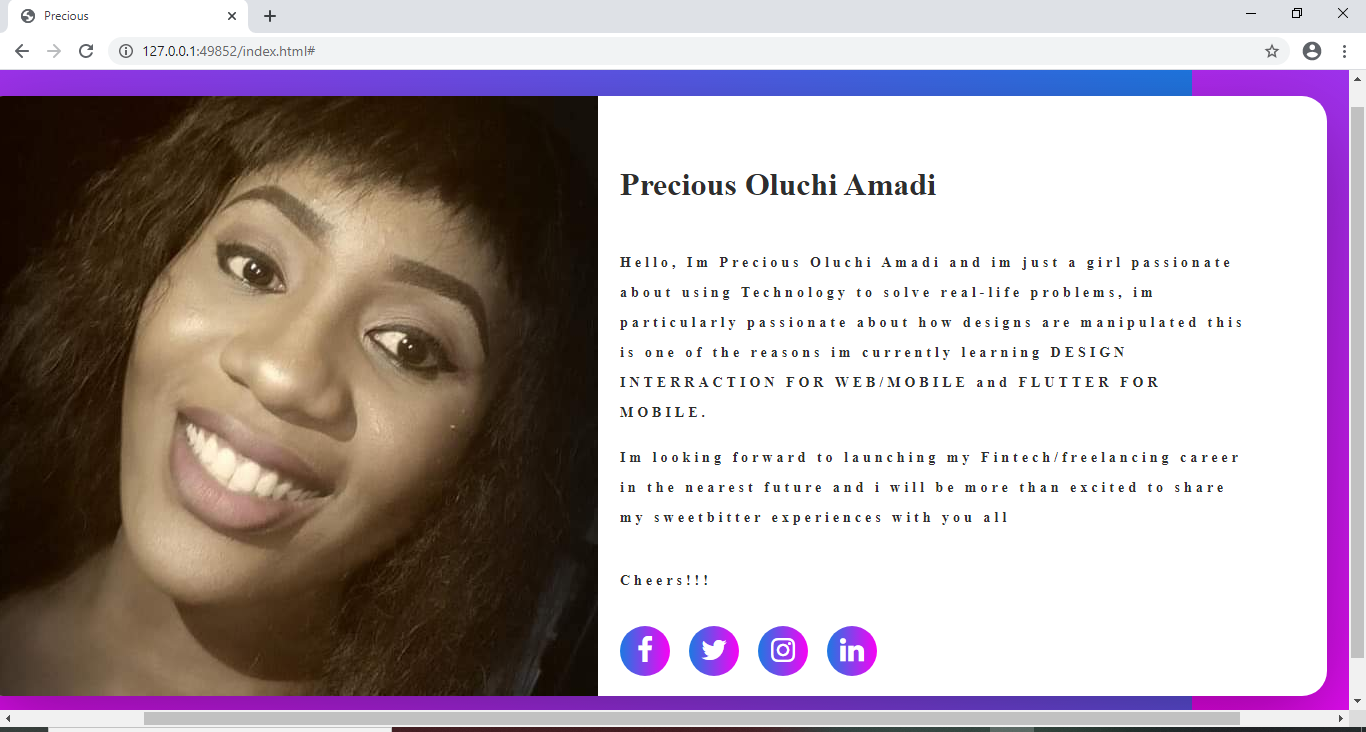 Precious
127.0.0.1:49852/index.html#
Precious Oluchi Amadi
Hello, Im Precious Oluchi Amadi and im just a girl passionate
about using Technology to solve real-life problems, im
particularly passionate about how designs are manipulated this
is one of the reasons im currently learning DESIGN
INTERRACTION FOR WEB/MOBILE and FLUTTER FOR
MOBILE.
Im looking forward to launching my Fintech/freelancing career
in the nearest future and i will be more than excited to share
my sweetbitter experiences with you all
Cheers!!!